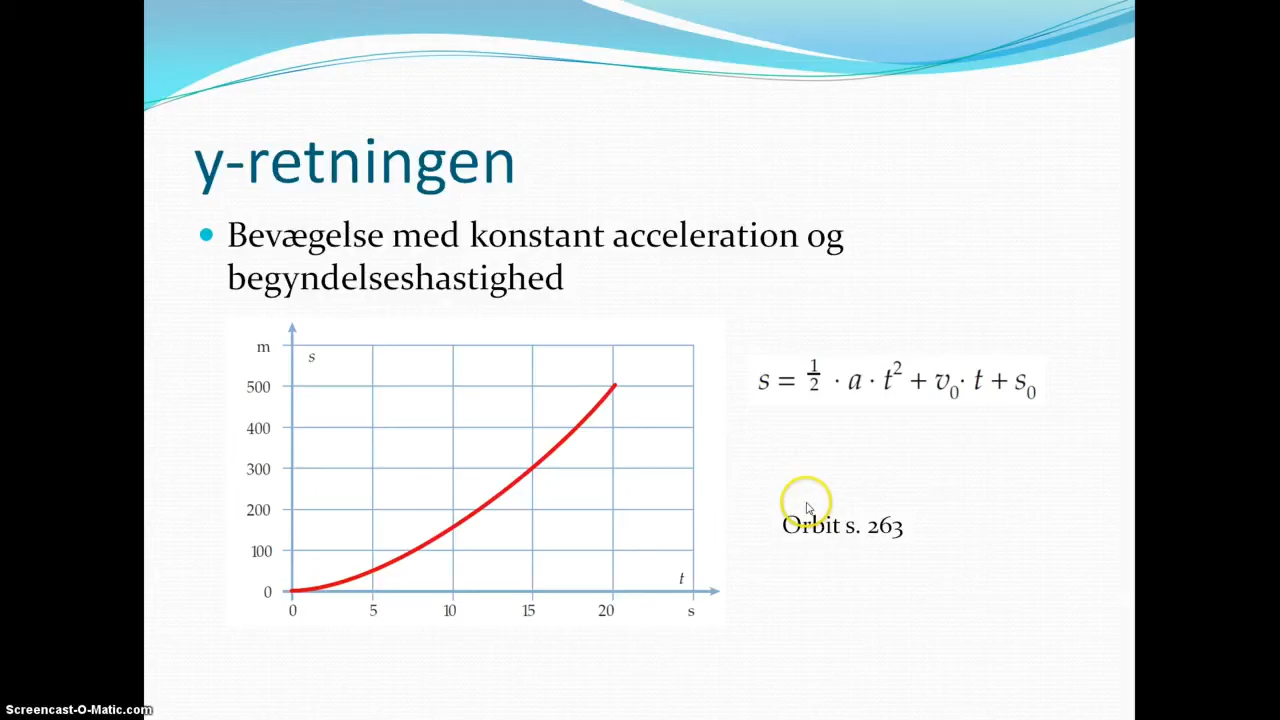 y-retningen
Bevægelse med konstant acceleration og
begyndelseshastighed
m
s
500
400
300
200
100
0
t
0 5 10 15 20 s
s = ½ · a · t² + v₀ · t + s₀
Orbit s. 263
Screencast-O-Matic.com